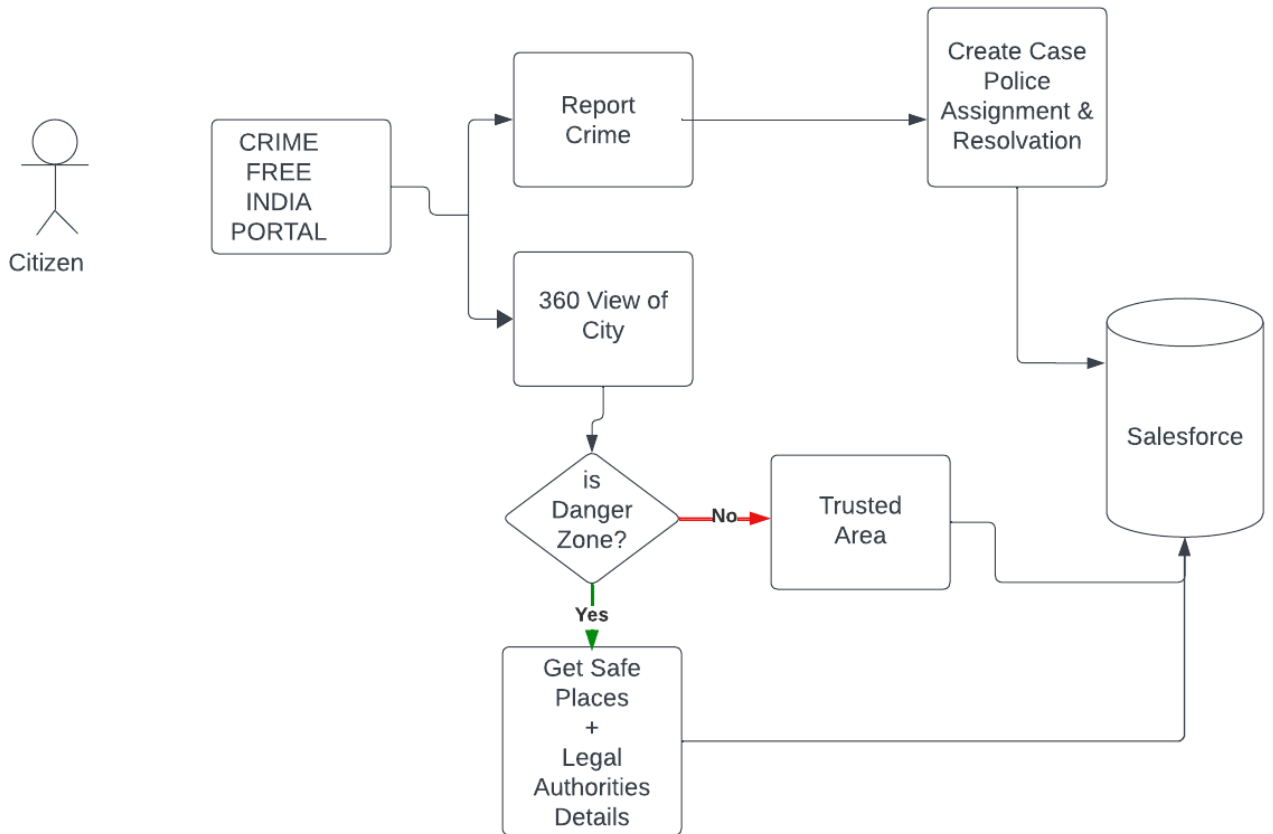 Citizen
CRIME
FREE
INDIA
PORTAL
Report
Crime
Create Case
Police
Assignment &
Resolvation
360 View of
City
is
Danger
Zone?
No
Trusted
Area
Salesforce
Yes
Get Safe
Places
+
Legal
Authorities
Details